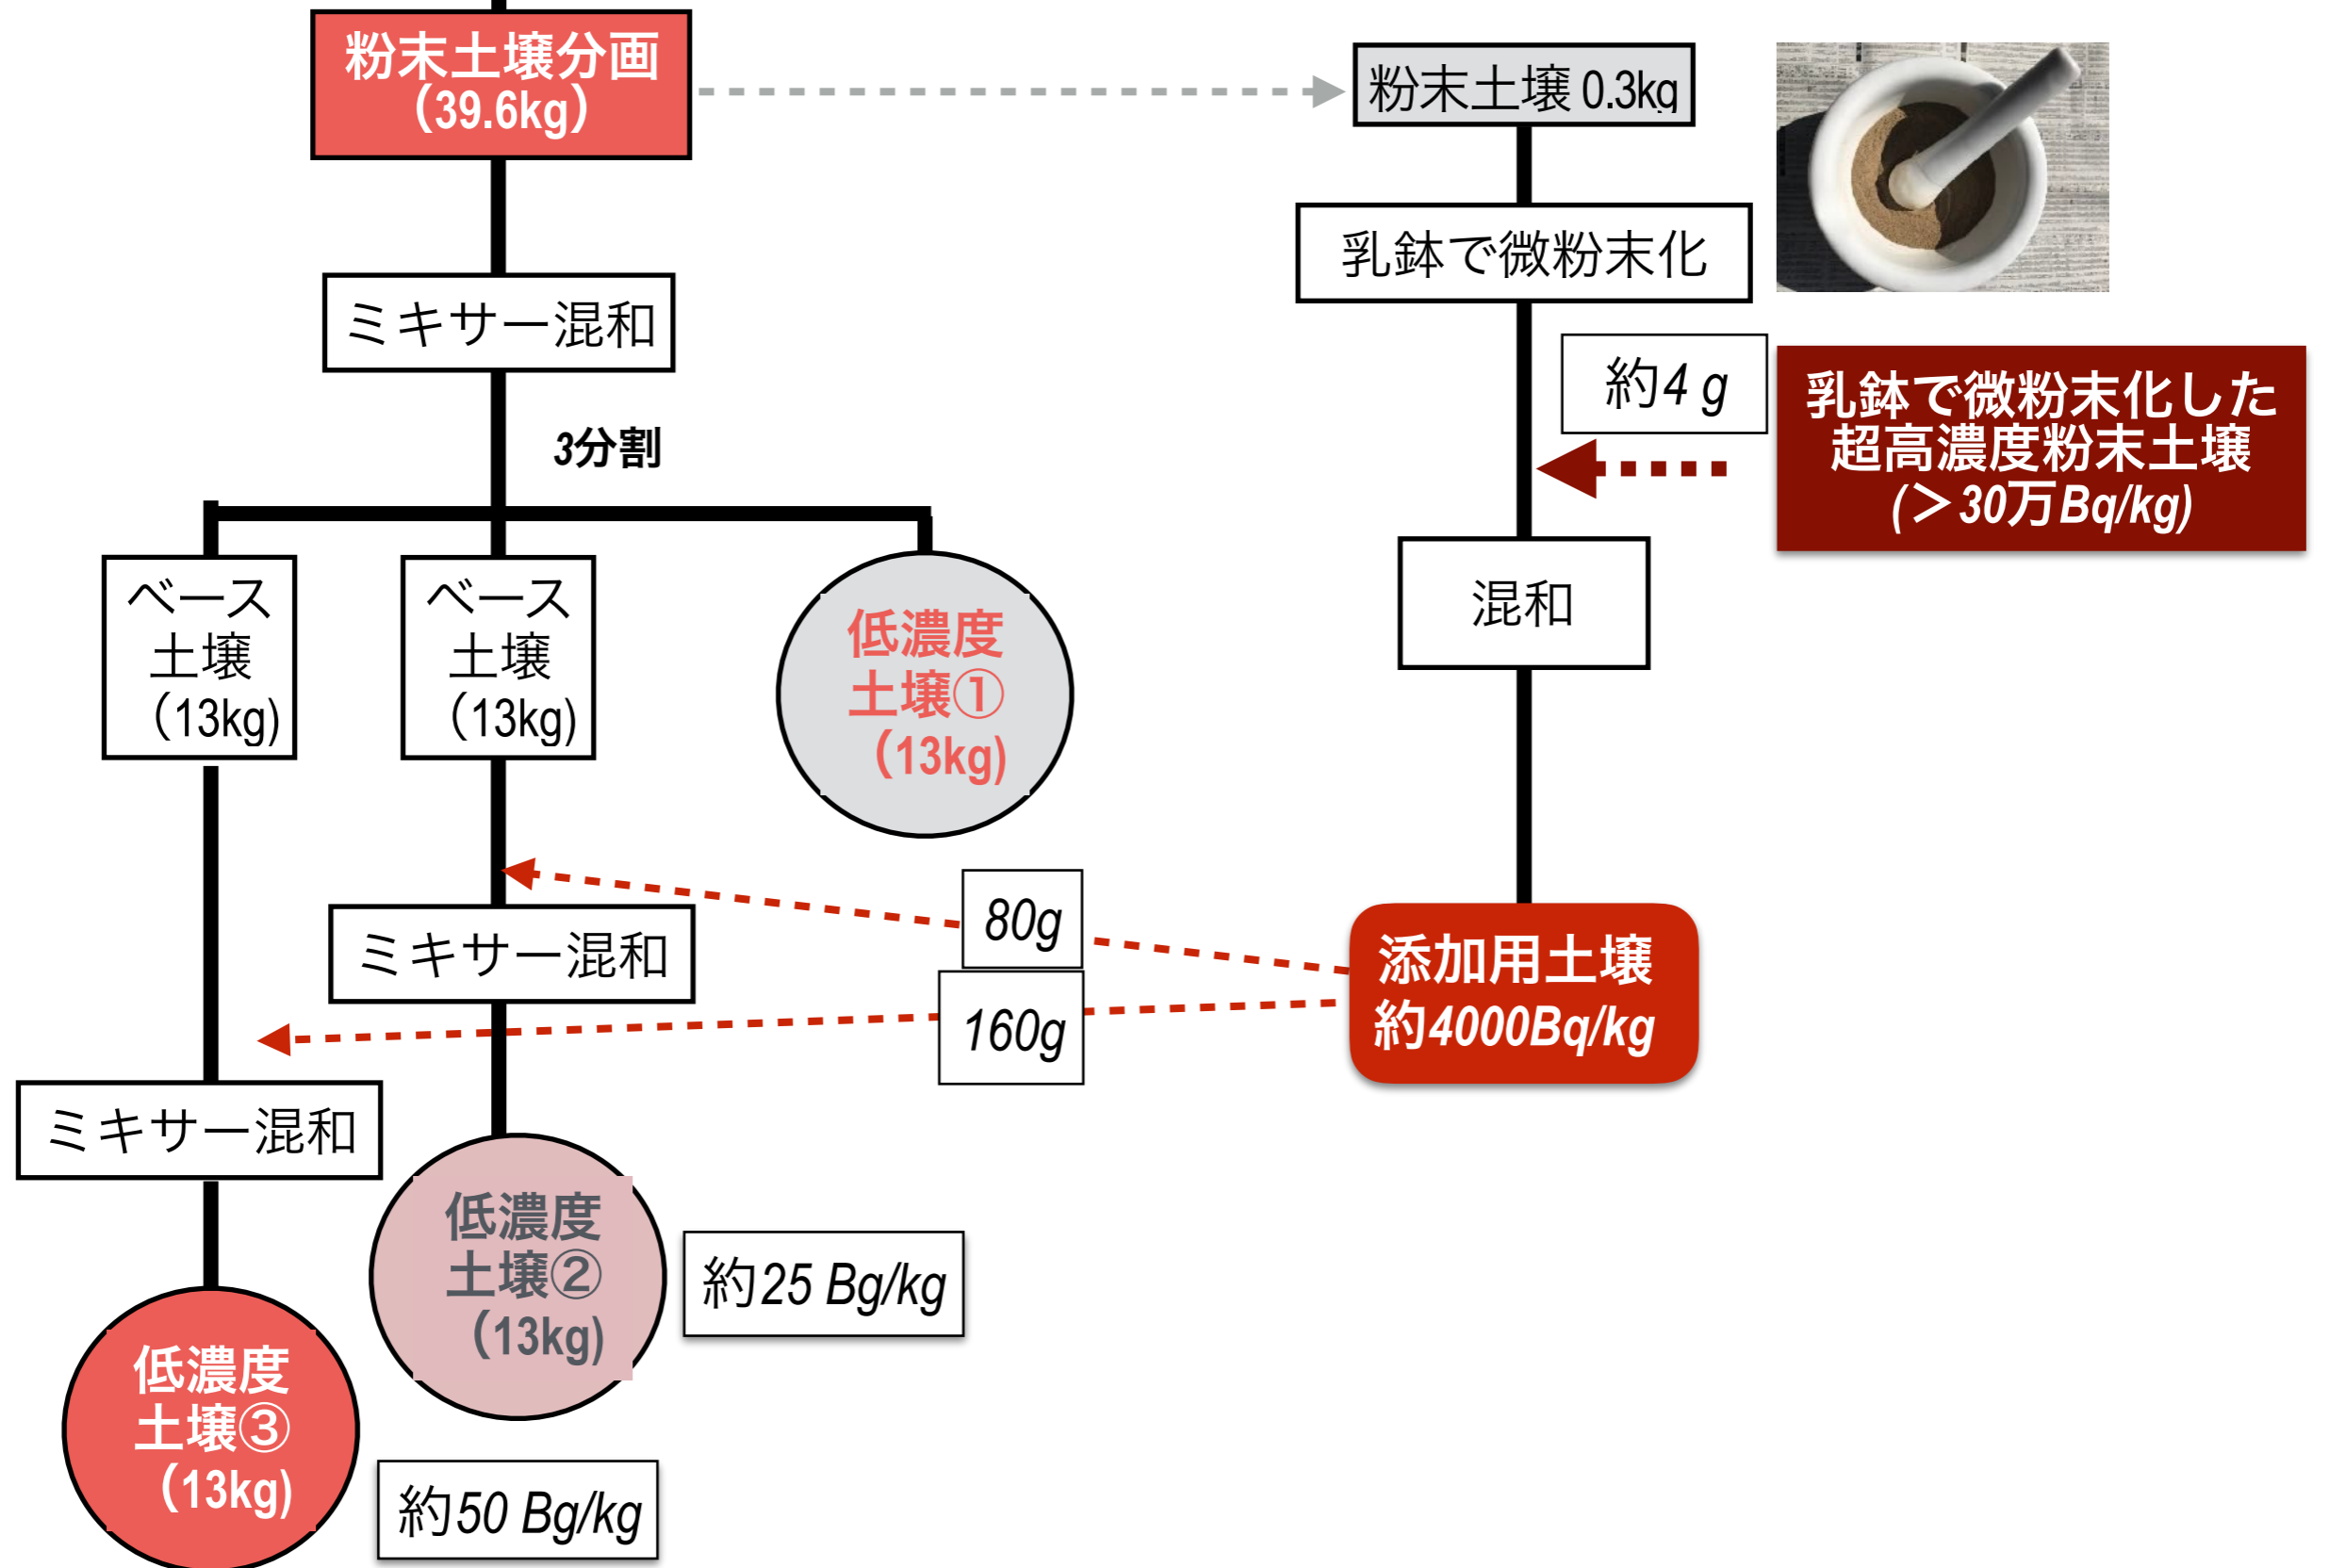 粉末土壌分画
（39.6kg）
粉末土壌 0.3kg
乳鉢で微粉末化
ミキサー混和
約4 g
乳鉢で微粉末化した
超高濃度粉末土壌
(＞30万Bq/kg)
3分割
混和
ベース
土壌
（13kg)
ベース
土壌
（13kg)
低濃度
土壌①
（13kg)
80g
160g
添加用土壌
約4000Bq/kg
ミキサー混和
ミキサー混和
低濃度
土壌②
（13kg)
約25 Bg/kg
低濃度
土壌③
（13kg)
約50 Bg/kg